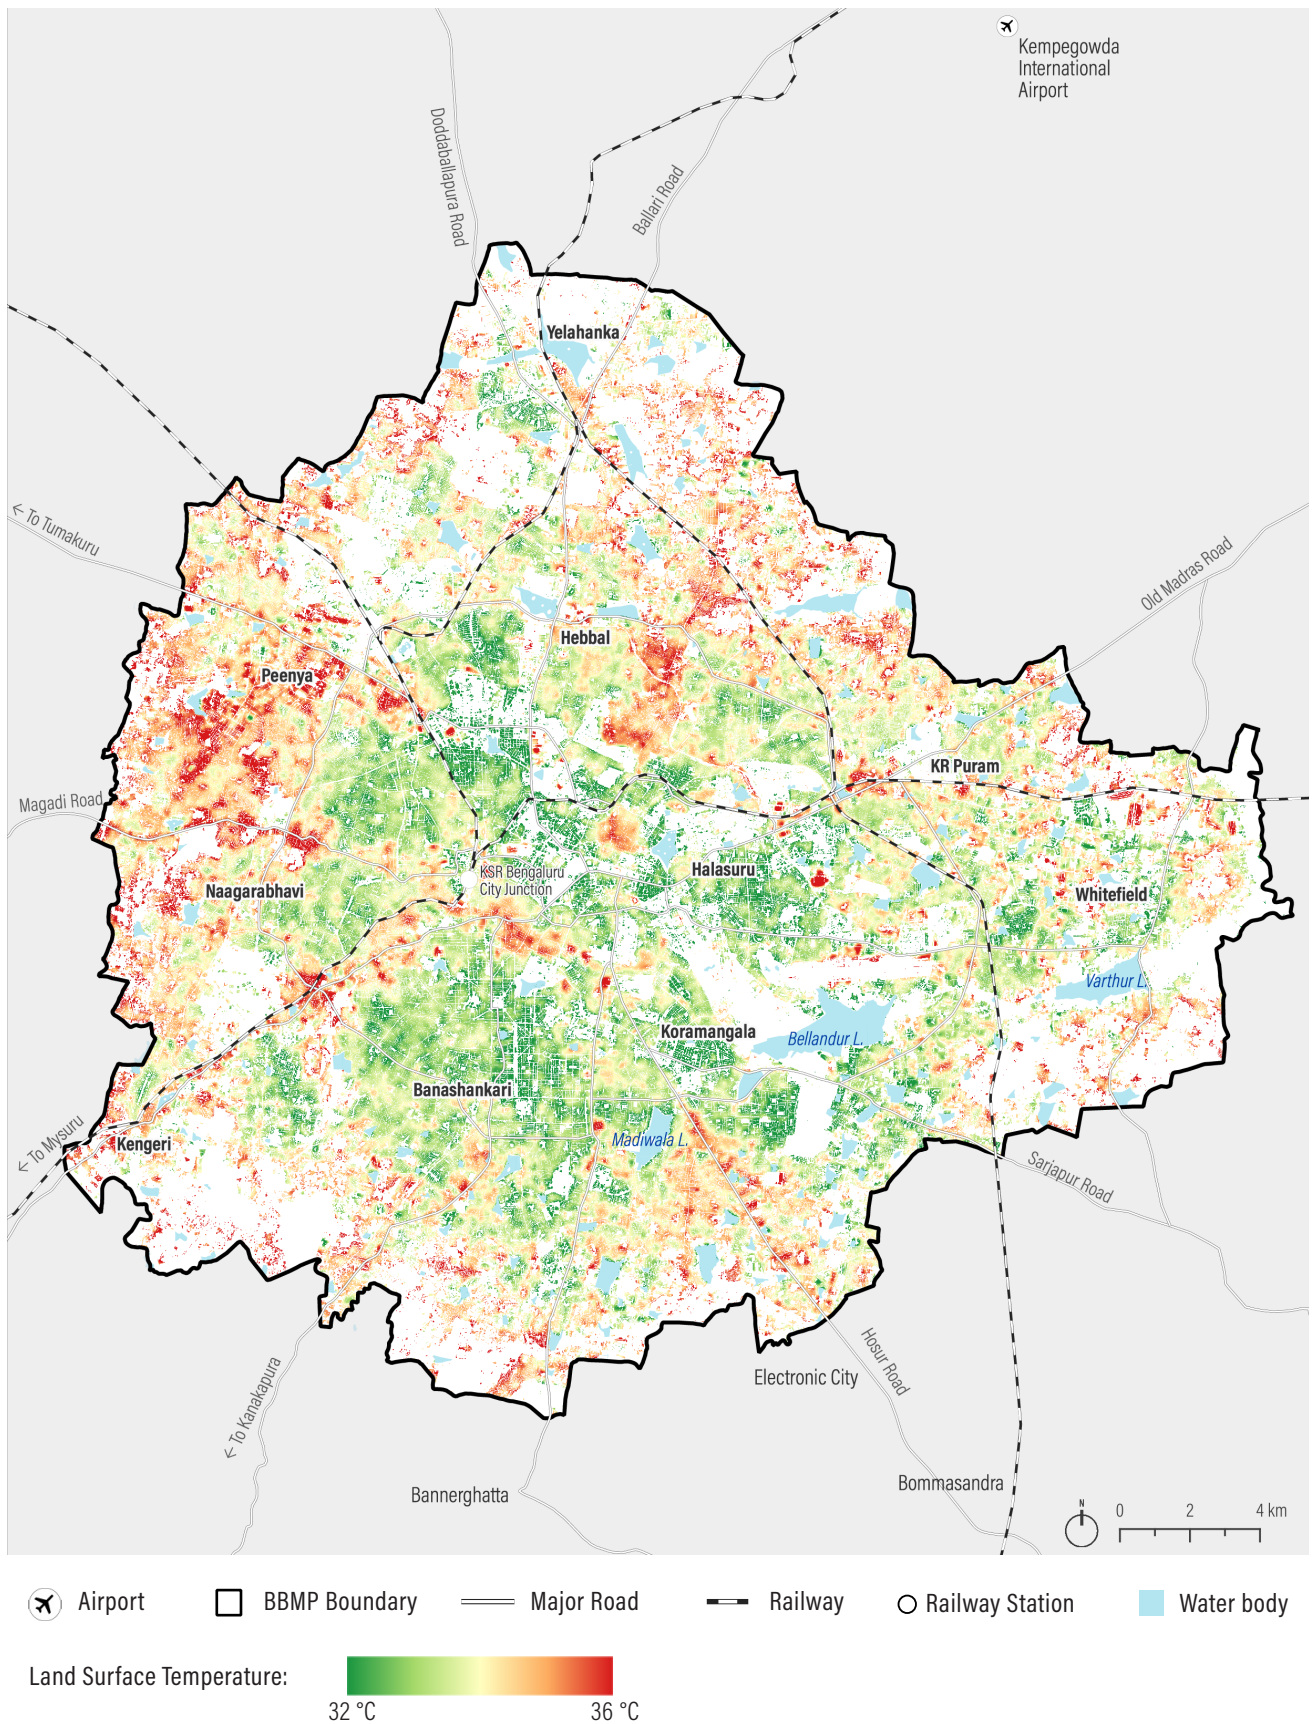 Kempegowda
International
Airport
Doddaballapura Road
Ballari Road
Yelahanka
← To Tumakuru
Old Madras Road
Hebbal
Peenya
KR Puram
Magadi Road
KSR Bengaluru
City Junction
Halasuru
Naagarabhavi
Whitefield
Varthur L.
Koramangala
Bellandur L.
Banashankari
Madiwala L.
← To Mysuru
Kengeri
Sarjapur Road
Hosur Road
Electronic City
← To Kanakapura
Bannerghatta
Bommasandra
N
0 2 4 km
Airport
BBMP Boundary
Major Road
Railway
Railway Station
Water body
Land Surface Temperature:
32 °C
36 °C